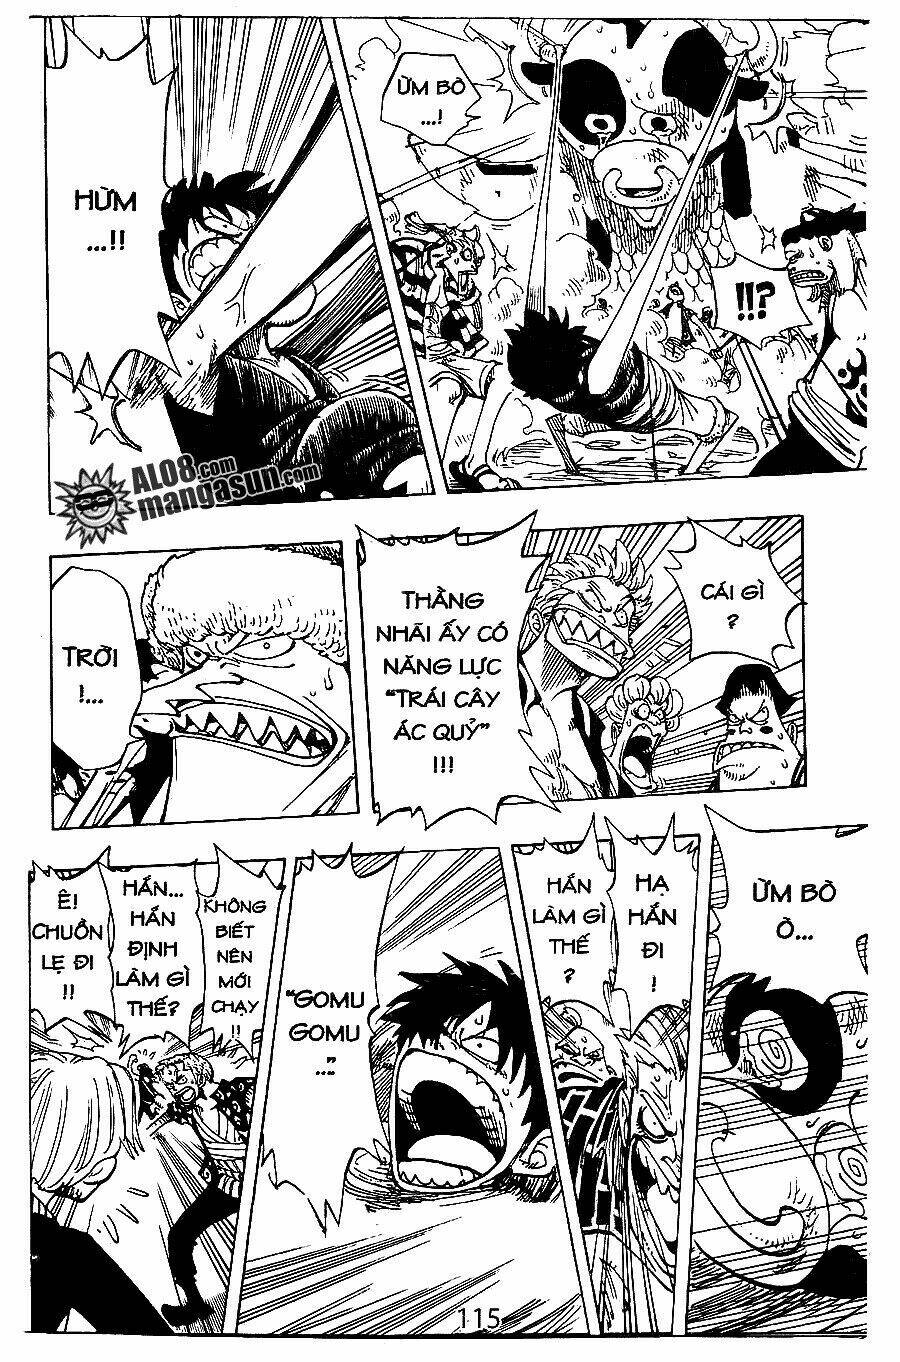 ỪM BÒ
...!
!!?
HỪM
...!!
AL08.com
mangasun.com
CÁI GÌ
?
THẰNG
NHÃI ẤY CÓ
NĂNG LỰC
“TRÁI CÂY
ÁC QUỶ”
!!!
TRỜI
!...
ỪM BÒ
Ò...
HẠ
HẮN
ĐI
!
HẮN
LÀM GÌ
THẾ
?
“GOMU
GOMU
...”
KHÔNG
BIẾT
NÊN
MỚI
CHẠY
!!
HẮN...
HẮN
ĐỊNH
LÀM GÌ
THẾ?
Ê!
CHUỒN
LẸ ĐI
!!
115